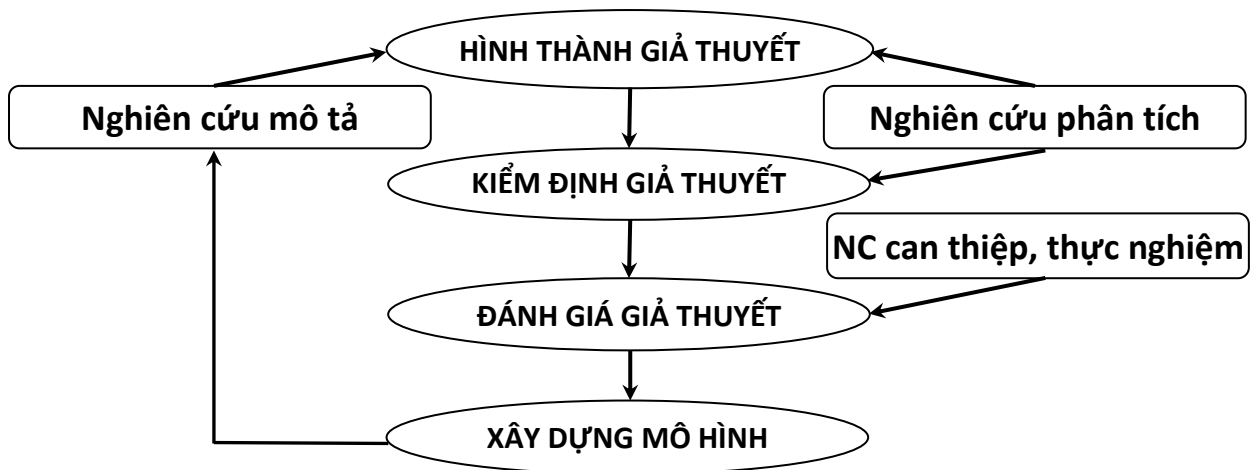 HÌNH THÀNH GIẢ THUYẾT
Nghiên cứu mô tả
Nghiên cứu phân tích
KIỂM ĐỊNH GIẢ THUYẾT
NC can thiệp, thực nghiệm
ĐÁNH GIÁ GIẢ THUYẾT
XÂY DỰNG MÔ HÌNH